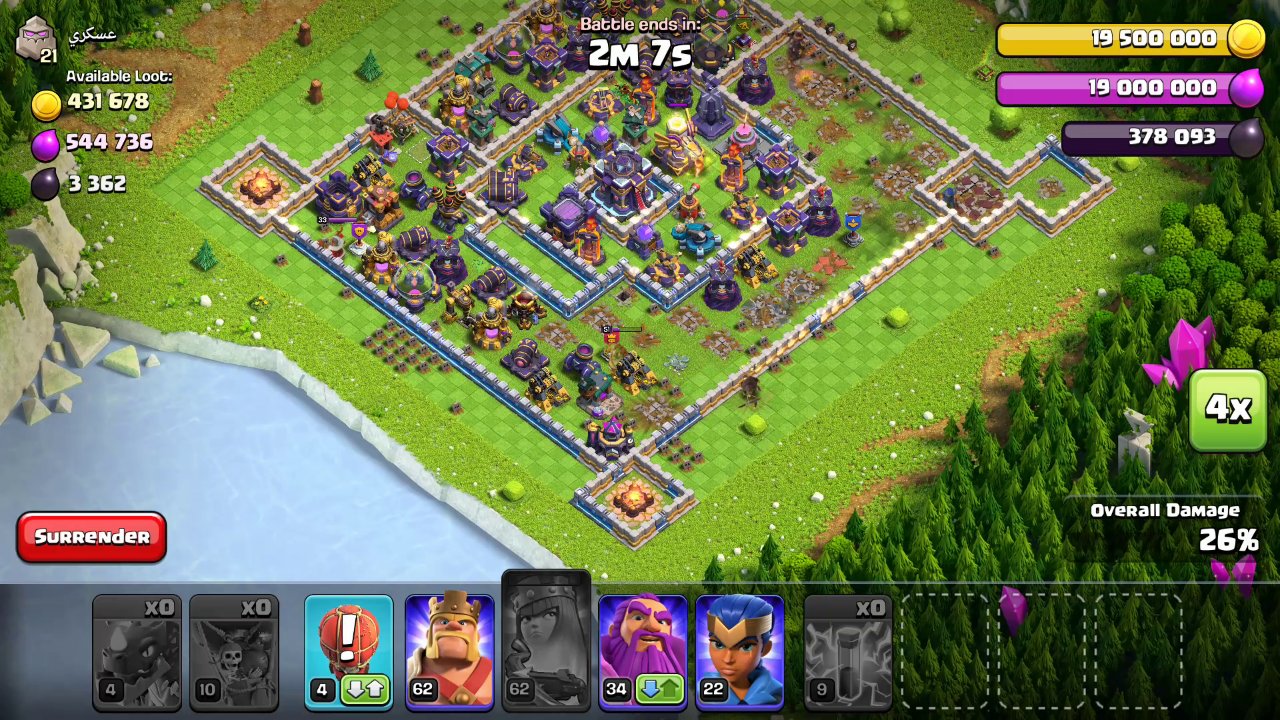 عسكري
21
Available Loot:
431 678
544 736
3 362
Battle ends in:
2M 7s
19 500 000
19 000 000
378 093
33
51
4x
Surrender
Overall Damage
26%
x0
x0
x0
4
10
4
62
62
34
22
9